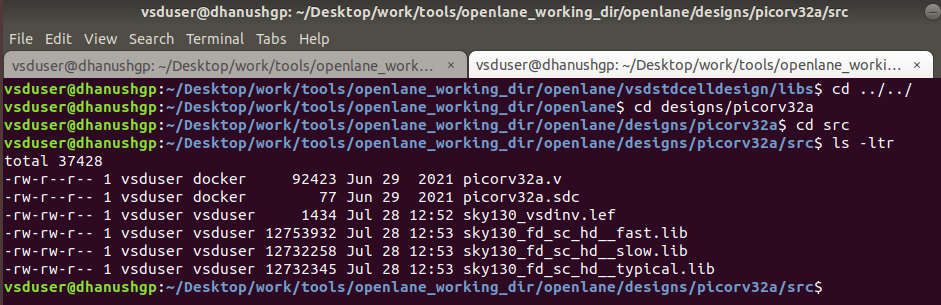 vsduser@dhanushgp: ~/Desktop/work/tools/openlane_working_dir/openlane/designs/picorv32a/src
File Edit View Search Terminal Tabs Help
vsduser@dhanushgp: ~/Desktop/work/tools/openlane_work... × vsduser@dhanushgp: ~/Desktop/work/tools/openlane_worki... ×
vsduser@dhanushgp:~/Desktop/work/tools/openlane_working_dir/openlane/vsdstdcelldesign/libs$ cd ../../
vsduser@dhanushgp:~/Desktop/work/tools/openlane_working_dir/openlane$ cd designs/picorv32a
vsduser@dhanushgp:~/Desktop/work/tools/openlane_working_dir/openlane/designs/picorv32a$ cd src
vsduser@dhanushgp:~/Desktop/work/tools/openlane_working_dir/openlane/designs/picorv32a/src$ ls -ltr
total 37428
-rw-r--r-- 1 vsduser docker     92423 Jun 29  2021 picorv32a.v
-rw-r--r-- 1 vsduser docker        77 Jun 29  2021 picorv32a.sdc
-rw-rw-r-- 1 vsduser vsduser     1434 Jul 28 12:52 sky130_vsdinv.lef
-rw-rw-r-- 1 vsduser vsduser 12753932 Jul 28 12:53 sky130_fd_sc_hd__fast.lib
-rw-rw-r-- 1 vsduser vsduser 12732258 Jul 28 12:53 sky130_fd_sc_hd__slow.lib
-rw-rw-r-- 1 vsduser vsduser 12732345 Jul 28 12:53 sky130_fd_sc_hd__typical.lib
vsduser@dhanushgp:~/Desktop/work/tools/openlane_working_dir/openlane/designs/picorv32a/src$